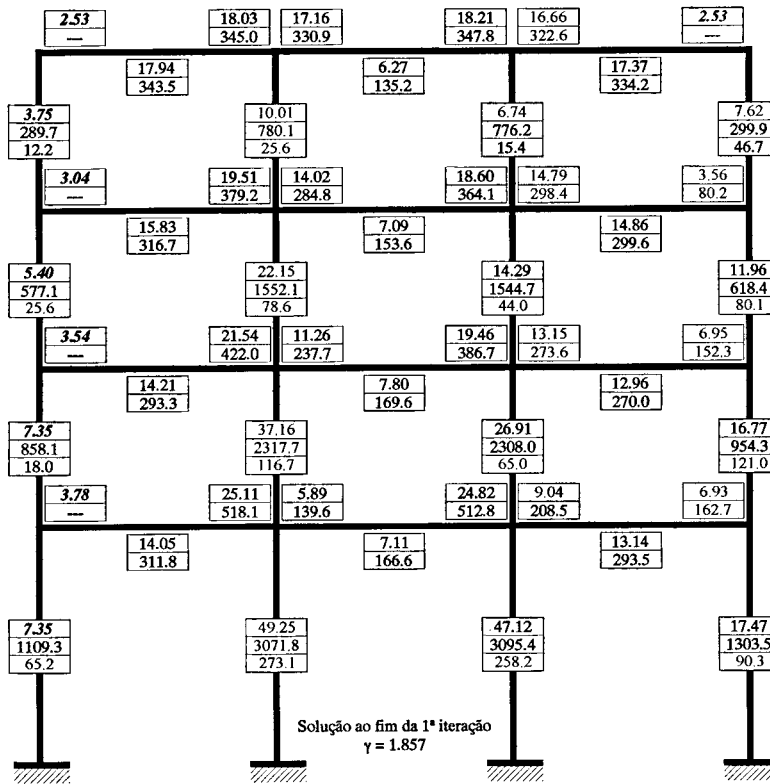 2.53 18.03 17.16 18.21 16.66 2.53
--- 345.0 330.9 347.8 322.6 ---
17.94 6.27 17.37
343.5 135.2 334.2
3.75 10.01 6.74 7.62
289.7 780.1 776.2 299.9
12.2 25.6 15.4 46.7
3.04 19.51 14.02 18.60 14.79 3.56
--- 379.2 284.8 364.1 298.4 80.2
15.83 7.09 14.86
316.7 153.6 299.6
5.40 22.15 14.29 11.96
577.1 1552.1 1544.7 618.4
25.6 78.6 44.0 80.1
3.54 21.54 11.26 19.46 13.15 6.95
--- 422.0 237.7 386.7 273.6 152.3
14.21 7.80 12.96
293.3 169.6 270.0
7.35 37.16 26.91 16.77
858.1 2317.7 2308.0 954.3
18.0 116.7 65.0 121.0
3.78 25.11 5.89 24.82 9.04 6.93
--- 518.1 139.6 512.8 208.5 162.7
14.05 7.11 13.14
311.8 166.6 293.5
7.35 49.25 47.12 17.47
1109.3 3071.8 3095.4 1303.5
65.2 273.1 258.2 90.3
Solução ao fim da 1ª iteração
γ = 1.857